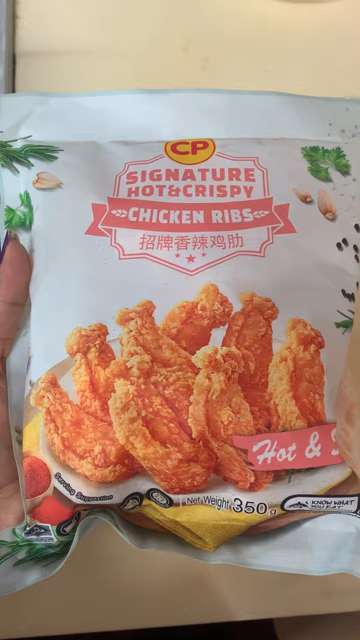 CP
SIGNATURE
HOT&CRISPY
CHICKEN RIBS
招牌香辣鸡肋
Hot &
Serving Suggestion
Net Weight 350g
KNOW WHAT
YOU EAT